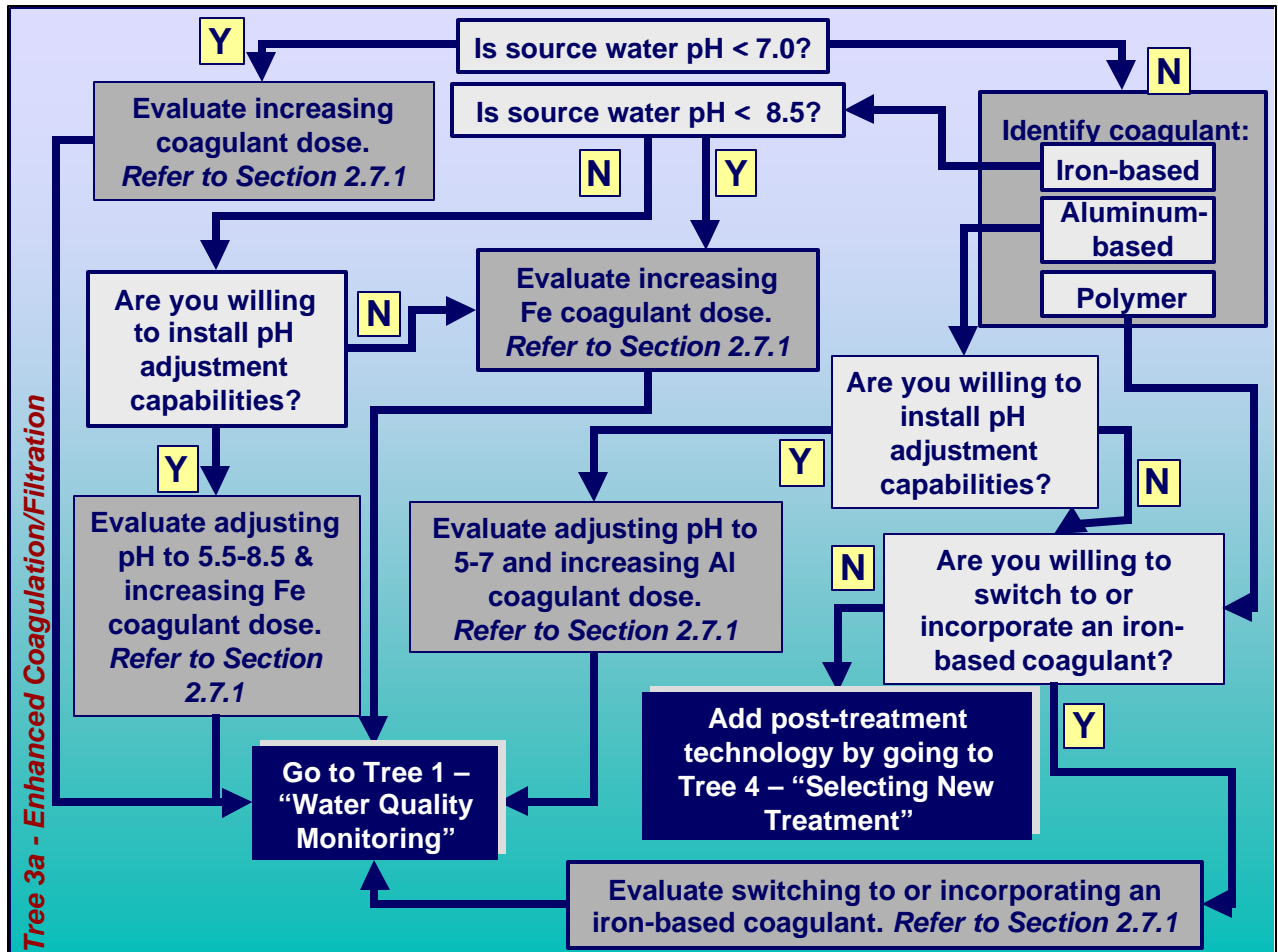 Y
Is source water pH < 7.0?
N
Evaluate increasing
coagulant dose.
Refer to Section 2.7.1
Is source water pH < 8.5?
Identify coagulant:
Iron-based
Aluminum-
based
Polymer
N
Y
Are you willing
to install pH
adjustment
capabilities?
N
Evaluate increasing
Fe coagulant dose.
Refer to Section 2.7.1
Are you willing to
install pH
adjustment
capabilities?
Y
N
Y
Evaluate adjusting
pH to 5.5-8.5 &
increasing Fe
coagulant dose.
Refer to Section
2.7.1
Evaluate adjusting pH to
5-7 and increasing Al
coagulant dose.
Refer to Section 2.7.1
N
Are you willing to
switch to or
incorporate an iron-
based coagulant?
Y
Go to Tree 1 –
“Water Quality
Monitoring”
Add post-treatment
technology by going to
Tree 4 – “Selecting New
Treatment”
Evaluate switching to or incorporating an
iron-based coagulant. Refer to Section 2.7.1
Tree 3a - Enhanced Coagulation/Filtration